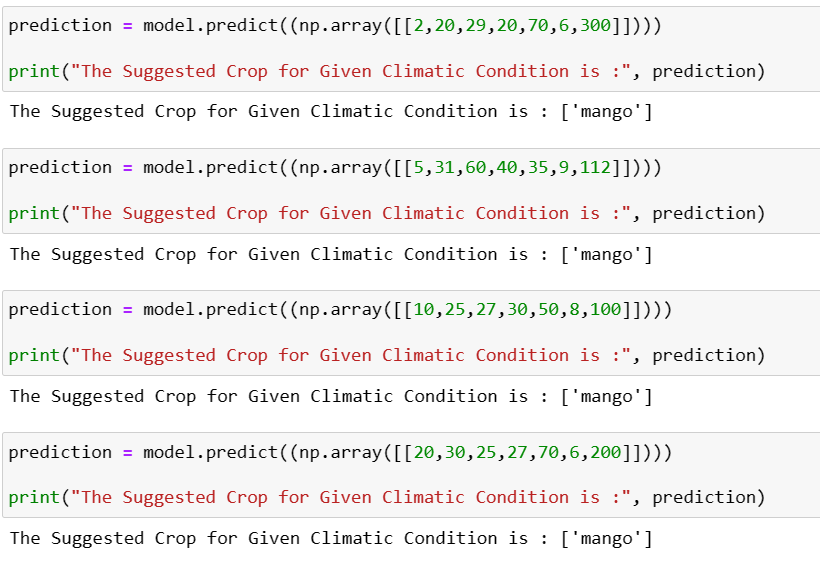 prediction = model.predict((np.array([[2,20,29,20,70,6,300]])))
print("The Suggested Crop for Given Climatic Condition is :", prediction)
The Suggested Crop for Given Climatic Condition is : ['mango']
prediction = model.predict((np.array([[5,31,60,40,35,9,112]])))
print("The Suggested Crop for Given Climatic Condition is :", prediction)
The Suggested Crop for Given Climatic Condition is : ['mango']
prediction = model.predict((np.array([[10,25,27,30,50,8,100]])))
print("The Suggested Crop for Given Climatic Condition is :", prediction)
The Suggested Crop for Given Climatic Condition is : ['mango']
prediction = model.predict((np.array([[20,30,25,27,70,6,200]])))
print("The Suggested Crop for Given Climatic Condition is :", prediction)
The Suggested Crop for Given Climatic Condition is : ['mango']